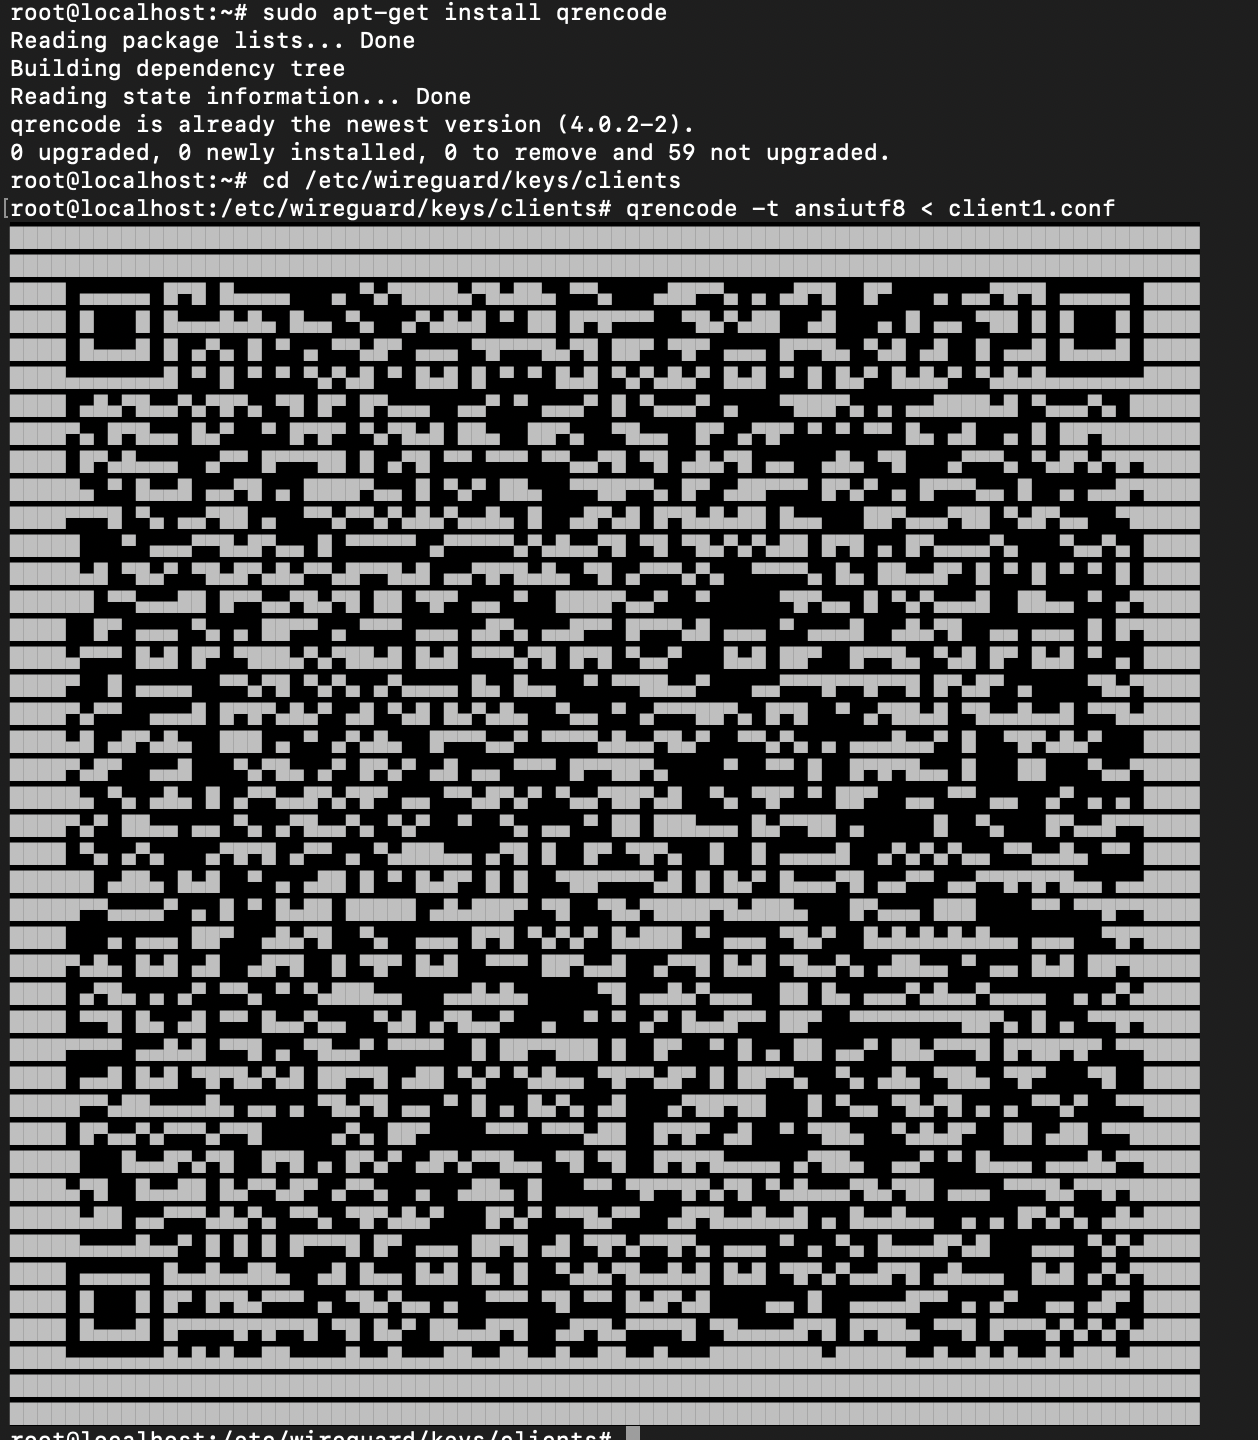 root@localhost:~# sudo apt-get install qrencode
Reading package lists... Done
Building dependency tree
Reading state information... Done
qrencode is already the newest version (4.0.2-2).
0 upgraded, 0 newly installed, 0 to remove and 59 not upgraded.
root@localhost:~# cd /etc/wireguard/keys/clients
[root@localhost:/etc/wireguard/keys/clients# qrencode -t ansiutf8 < client1.conf
root@localhost:/etc/wireguard/keys/clients#